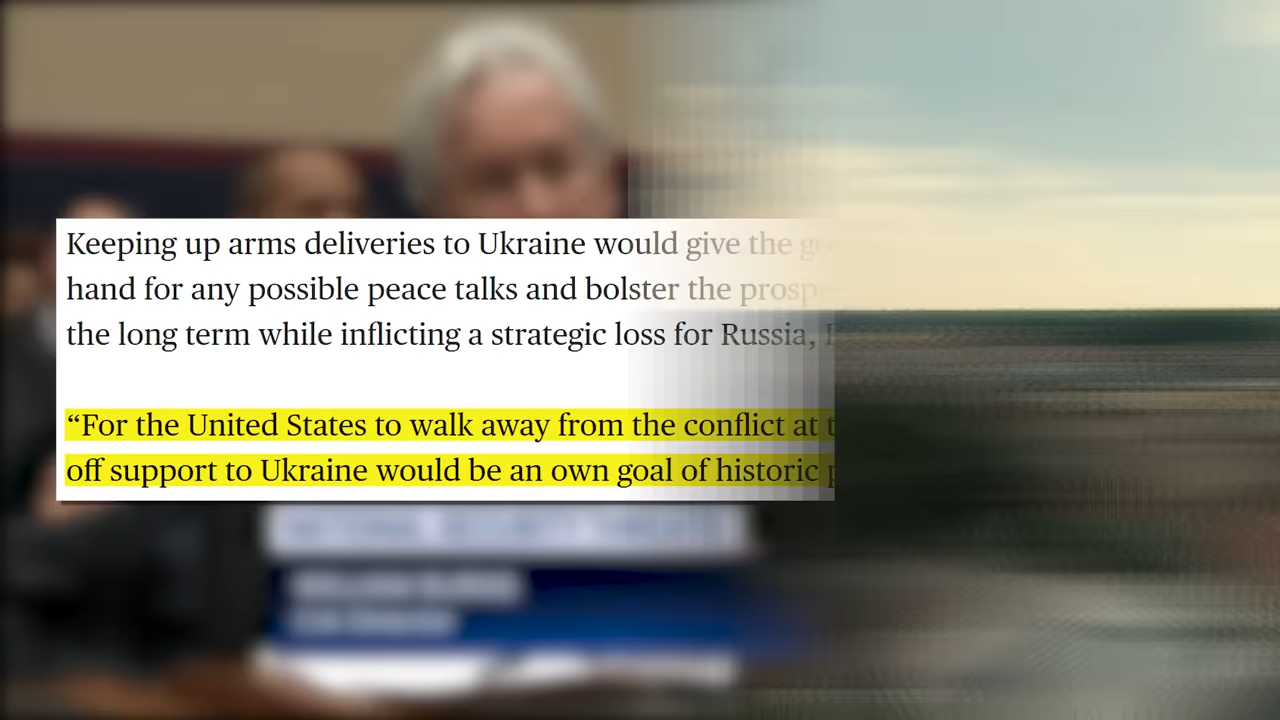 Keeping up arms deliveries to Ukraine would give the
hand for any possible peace talks and bolster the
the long term while inflicting a strategic loss for Russia,
“For the United States to walk away from the conflict at
off support to Ukraine would be an own goal of historic